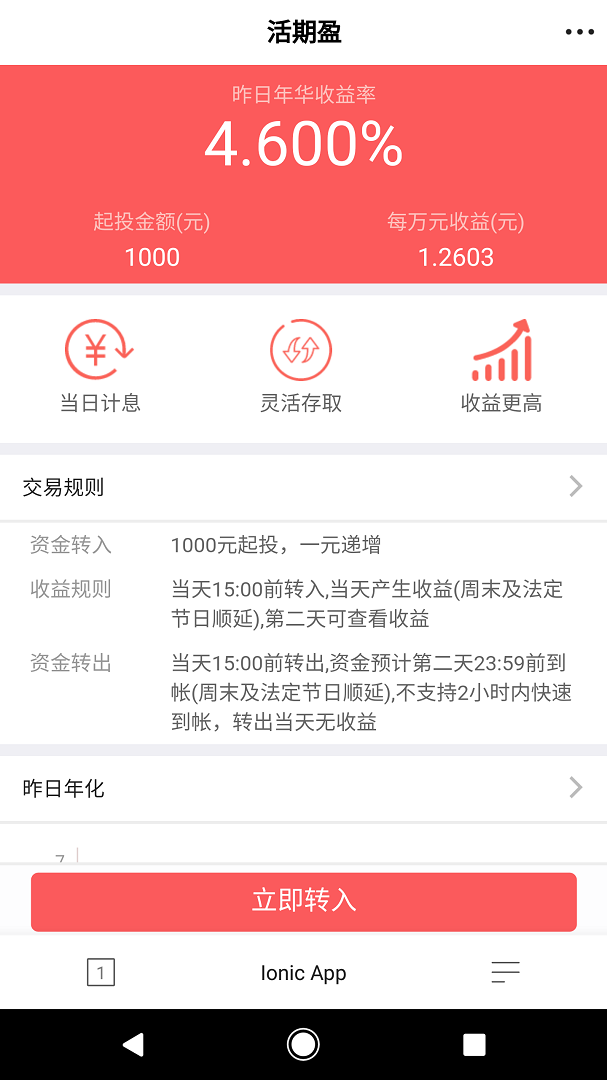 活期盈
昨日年华收益率
4.600%
起投金额(元)
每万元收益(元)
1000
1.2603
¥
当日计息
灵活存取
收益更高
交易规则
资金转入
1000元起投，一元递增
收益规则
当天15:00前转入,当天产生收益(周末及法定
节日顺延),第二天可查看收益
资金转出
当天15:00前转出,资金预计第二天23:59前到
帐(周末及法定节日顺延),不支持2小时内快速
到帐，转出当天无收益
昨日年化
7
立即转入
1
Ionic App